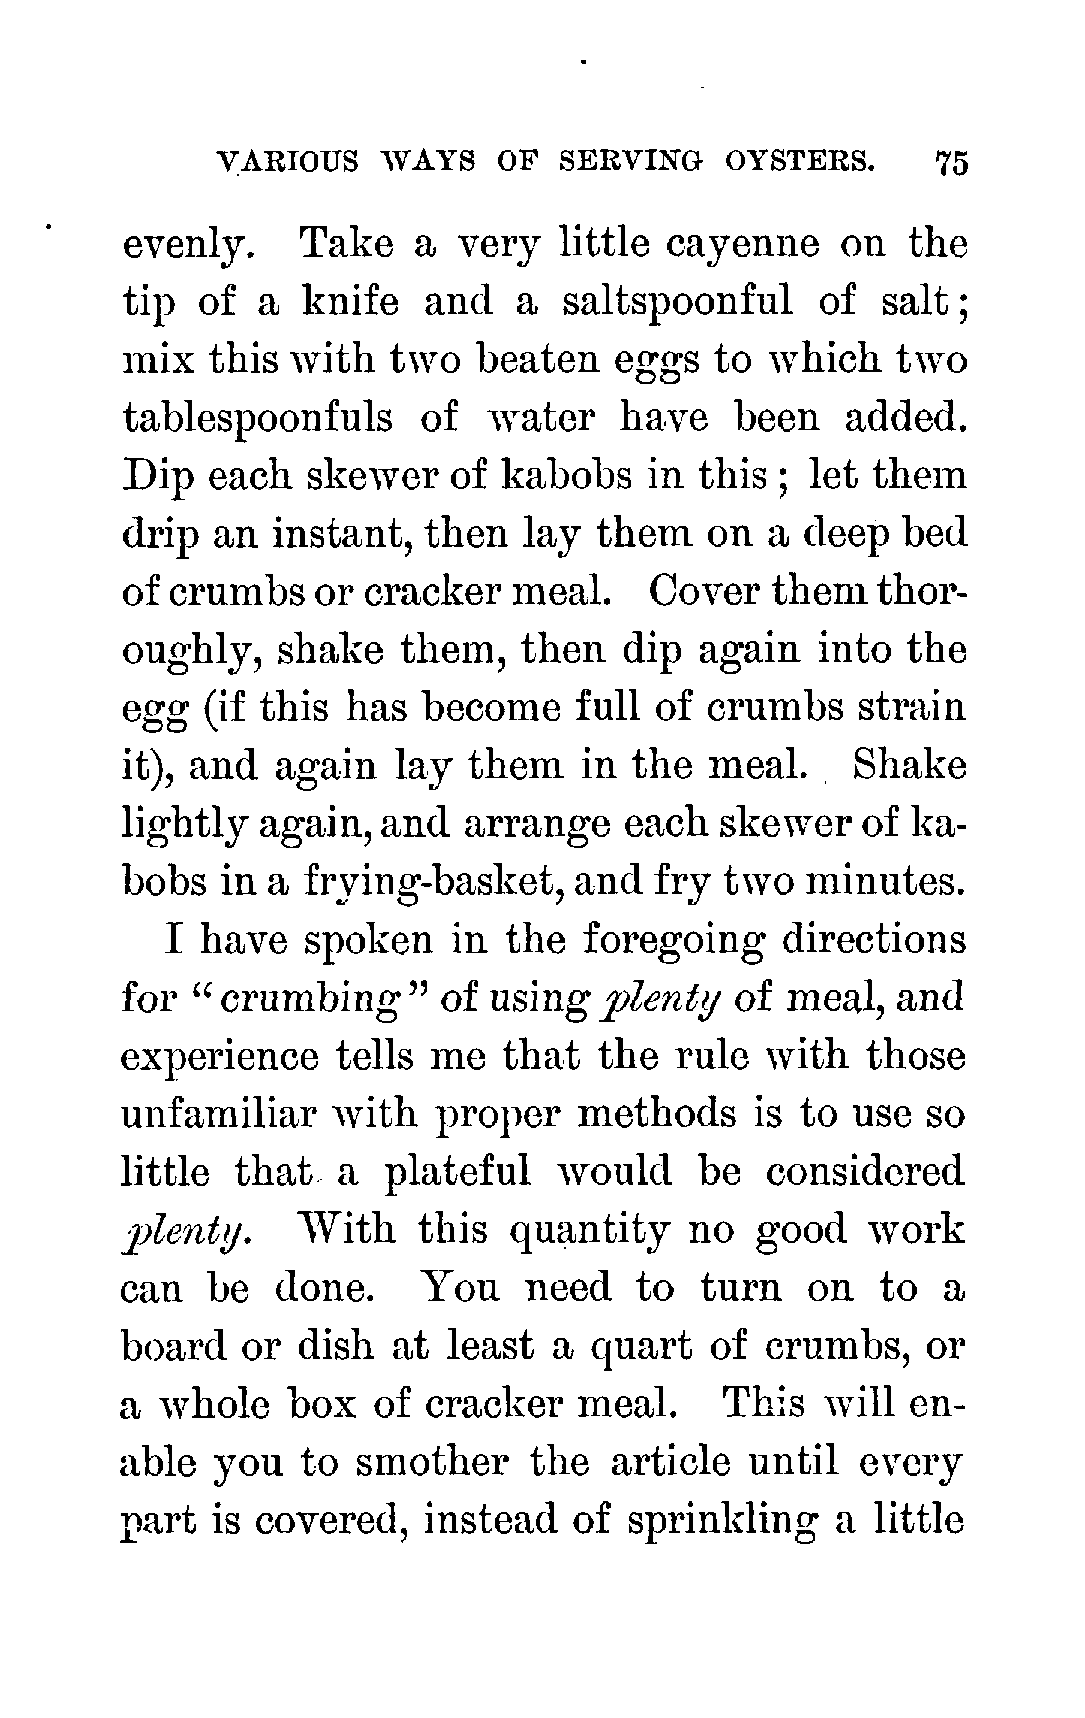 VARIOUS WAYS OF SERVING OYSTERS. 75
evenly. Take a very little cayenne on the
tip of a knife and a saltspoonful of salt;
mix this with two beaten eggs to which two
tablespoonfuls of water have been added.
Dip each skewer of kabobs in this; let them
drip an instant, then lay them on a deep bed
of crumbs or cracker meal. Cover them thor-
oughly, shake them, then dip again into the
egg (if this has become full of crumbs strain
it), and again lay them in the meal. Shake
lightly again, and arrange each skewer of ka-
bobs in a frying-basket, and fry two minutes.
I have spoken in the foregoing directions
for "crumbing" of using plenty of meal, and
experience tells me that the rule with those
unfamiliar with proper methods is to use so
little that a plateful would be considered
plenty. With this quantity no good work
can be done. You need to turn on to a
board or dish at least a quart of crumbs, or
a whole box of cracker meal. This will en-
able you to smother the article until every
part is covered, instead of sprinkling a little